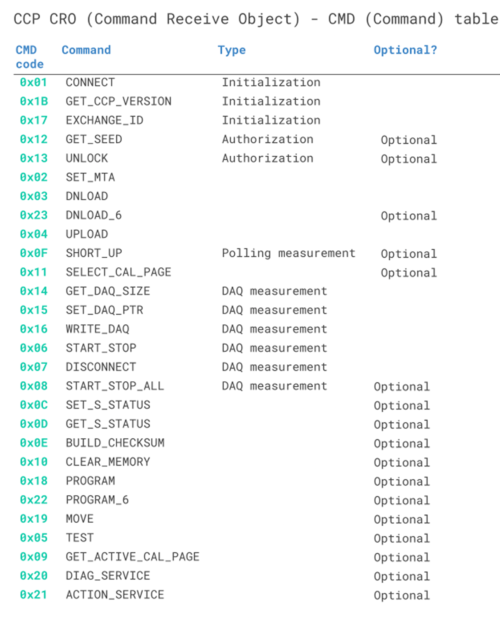 CCP CRO (Command Receive Object) - CMD (Command) table
CMD code Command Type Optional?
0x01 CONNECT Initialization
0x1B GET_CCP_VERSION Initialization
0x17 EXCHANGE_ID Initialization
0x12 GET_SEED Authorization Optional
0x13 UNLOCK Authorization Optional
0x02 SET_MTA
0x03 DNLOAD
0x23 DNLOAD_6 Optional
0x04 UPLOAD
0x0F SHORT_UP Polling measurement Optional
0x11 SELECT_CAL_PAGE Optional
0x14 GET_DAQ_SIZE DAQ measurement
0x15 SET_DAQ_PTR DAQ measurement
0x16 WRITE_DAQ DAQ measurement
0x06 START_STOP DAQ measurement
0x07 DISCONNECT DAQ measurement
0x08 START_STOP_ALL DAQ measurement Optional
0x0C SET_S_STATUS Optional
0x0D GET_S_STATUS Optional
0x0E BUILD_CHECKSUM Optional
0x10 CLEAR_MEMORY Optional
0x18 PROGRAM Optional
0x22 PROGRAM_6 Optional
0x19 MOVE Optional
0x05 TEST Optional
0x09 GET_ACTIVE_CAL_PAGE Optional
0x20 DIAG_SERVICE Optional
0x21 ACTION_SERVICE Optional